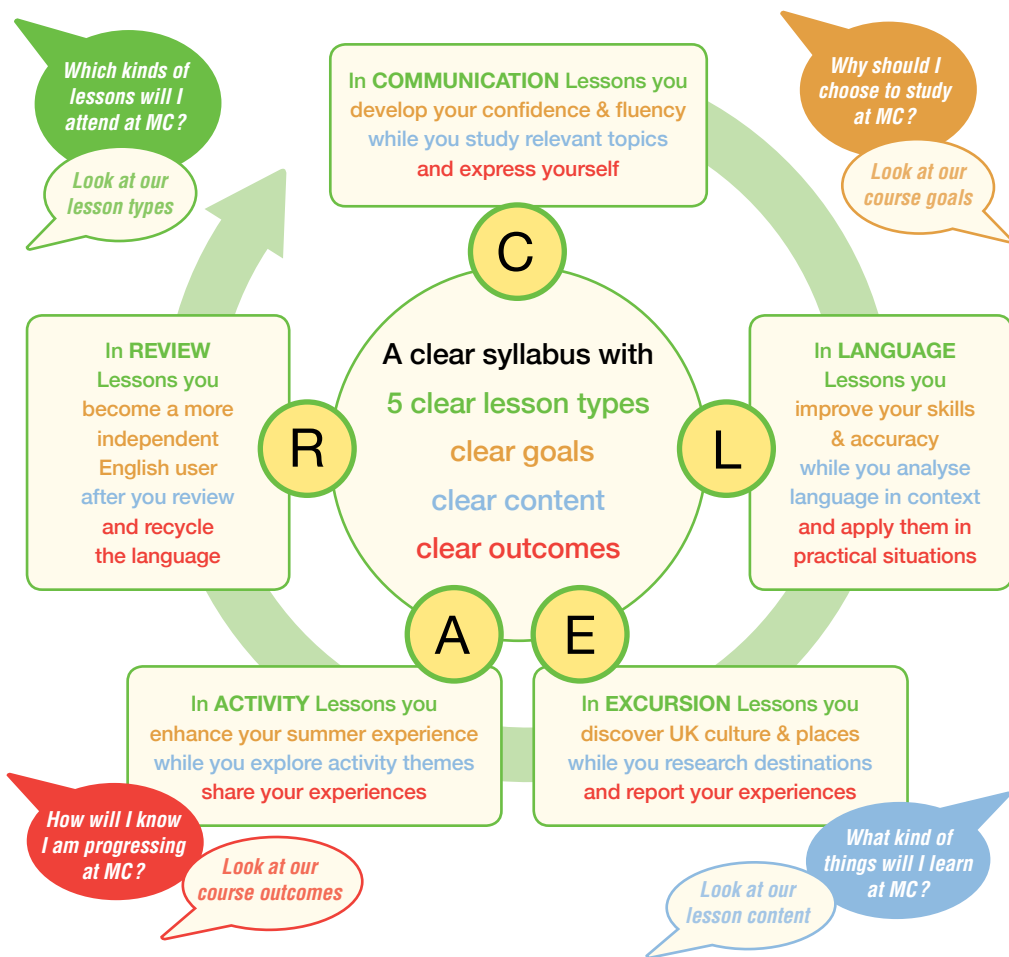 Which kinds of
lessons will I
attend at MC?
Look at our
lesson types
In COMMUNICATION Lessons you
develop your confidence & fluency
while you study relevant topics
and express yourself
Why should I
choose to study
at MC?
Look at our
course goals
C
A clear syllabus with
5 clear lesson types
clear goals
clear content
clear outcomes
L
In LANGUAGE
Lessons you
improve your skills
& accuracy
while you analyse
language in context
and apply them in
practical situations
E
In EXCURSION Lessons you
discover UK culture & places
while you research destinations
and report your experiences
A
In ACTIVITY Lessons you
enhance your summer experience
while you explore activity themes
share your experiences
R
In REVIEW
Lessons you
become a more
independent
English user
after you review
and recycle
the language
How will I know
I am progressing
at MC?
Look at our
course outcomes
What kind of
things will I learn
at MC?
Look at our
lesson content